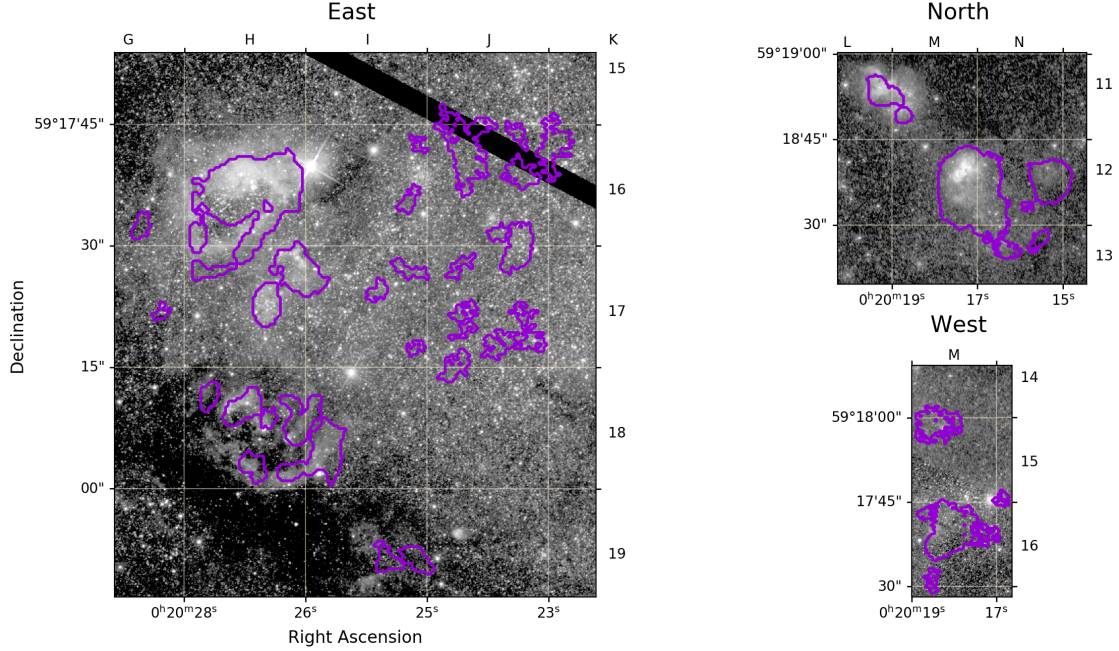 East
G H I J K
15
59°17'45"
16
30"
17
15"
18
00"
19
Declination
0ʰ20ᵐ28ˢ 26ˢ 25ˢ 23ˢ
Right Ascension
North
L M N
59°19'00"
11
18'45"
12
30"
13
0ʰ20ᵐ19ˢ 17ˢ 15ˢ
West
M
14
59°18'00"
15
17'45"
16
30"
0ʰ20ᵐ19ˢ 17ˢ